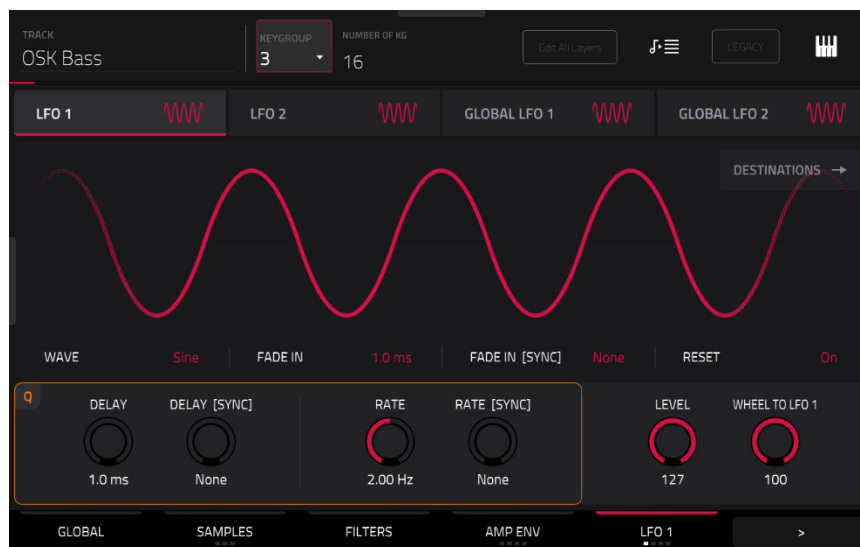 TRACK
OSK Bass
KEYGROUP
3
NUMBER OF KG
16
Edit All Layers
LEGACY
LFO 1
LFO 2
GLOBAL LFO 1
GLOBAL LFO 2
DESTINATIONS
WAVE Sine
FADE IN 1.0 ms
FADE IN [SYNC] None
RESET On
Q
DELAY DELAY [SYNC] RATE RATE [SYNC] LEVEL WHEEL TO LFO 1
1.0 ms None 2.00 Hz None 127 100
GLOBAL SAMPLES FILTERS AMP ENV LFO 1 >